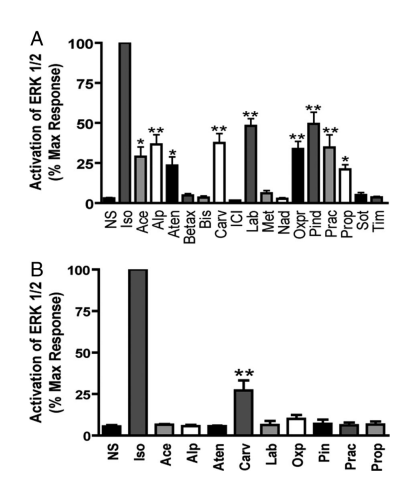 A
Activation of ERK 1/2
(% Max Response)
100
75
50
25
0
* ** * ** ** ** ** ** *
NS Iso Ace Alp Aten Betax Bis Carv ICI Lab Met Nad Oxpr Pind Prac Prop Sot Tim
B
Activation of ERK 1/2
(% Max Response)
100
75
50
25
0
**
NS Iso Ace Alp Aten Carv Lab Oxp Pin Prac Prop